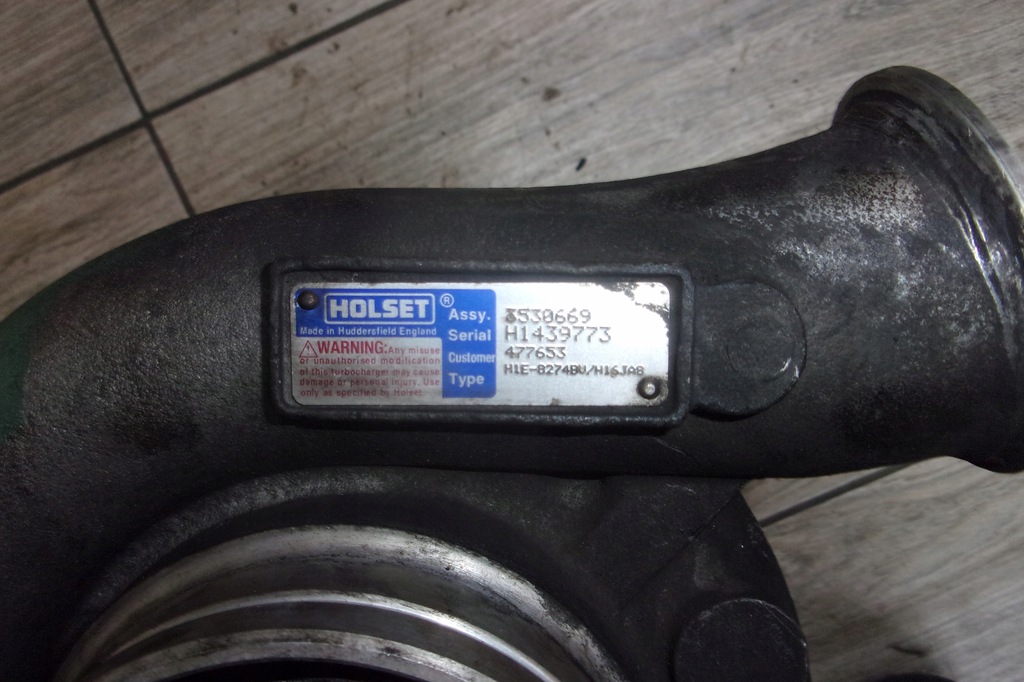 HOLSET ®
Made in Huddersfield England
WARNING: Any misuse
or unauthorised modification
of this turbocharger may cause
damage or personal injury. Use
only as specified by Holset.
Assy. 3530669
Serial H1439773
Customer 477653
Type H1E-8274BV/H16JA8